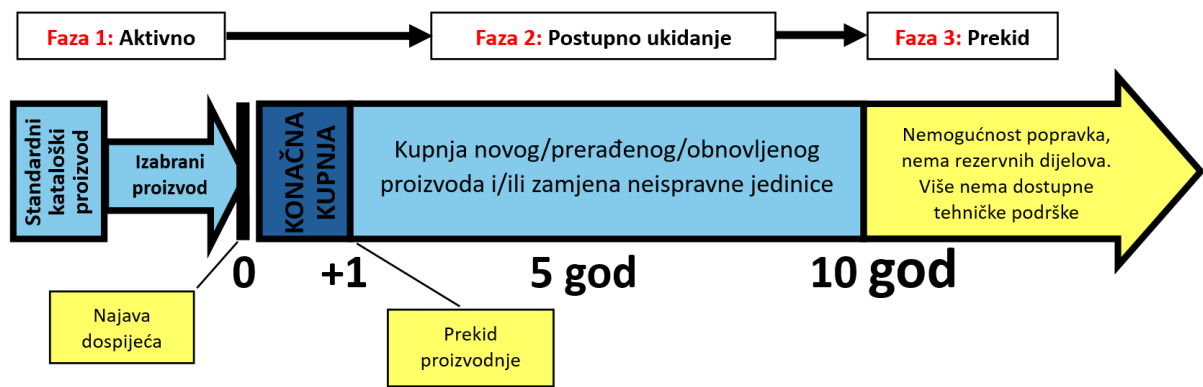 Faza 1: Aktivno
Faza 2: Postupno ukidanje
Faza 3: Prekid
Standardni
kataloški
proizvod
Izabrani
proizvod
KONAČNA
KUPNJA
Kupnja novog/prerađenog/obnovljenog
proizvoda i/ili zamjena neispravne jedinice
Nemogućnost popravka,
nema rezervnih dijelova.
Više nema dostupne
tehničke podrške
0
+1
5 god
10 god
Najava
dospijeća
Prekid
proizvodnje